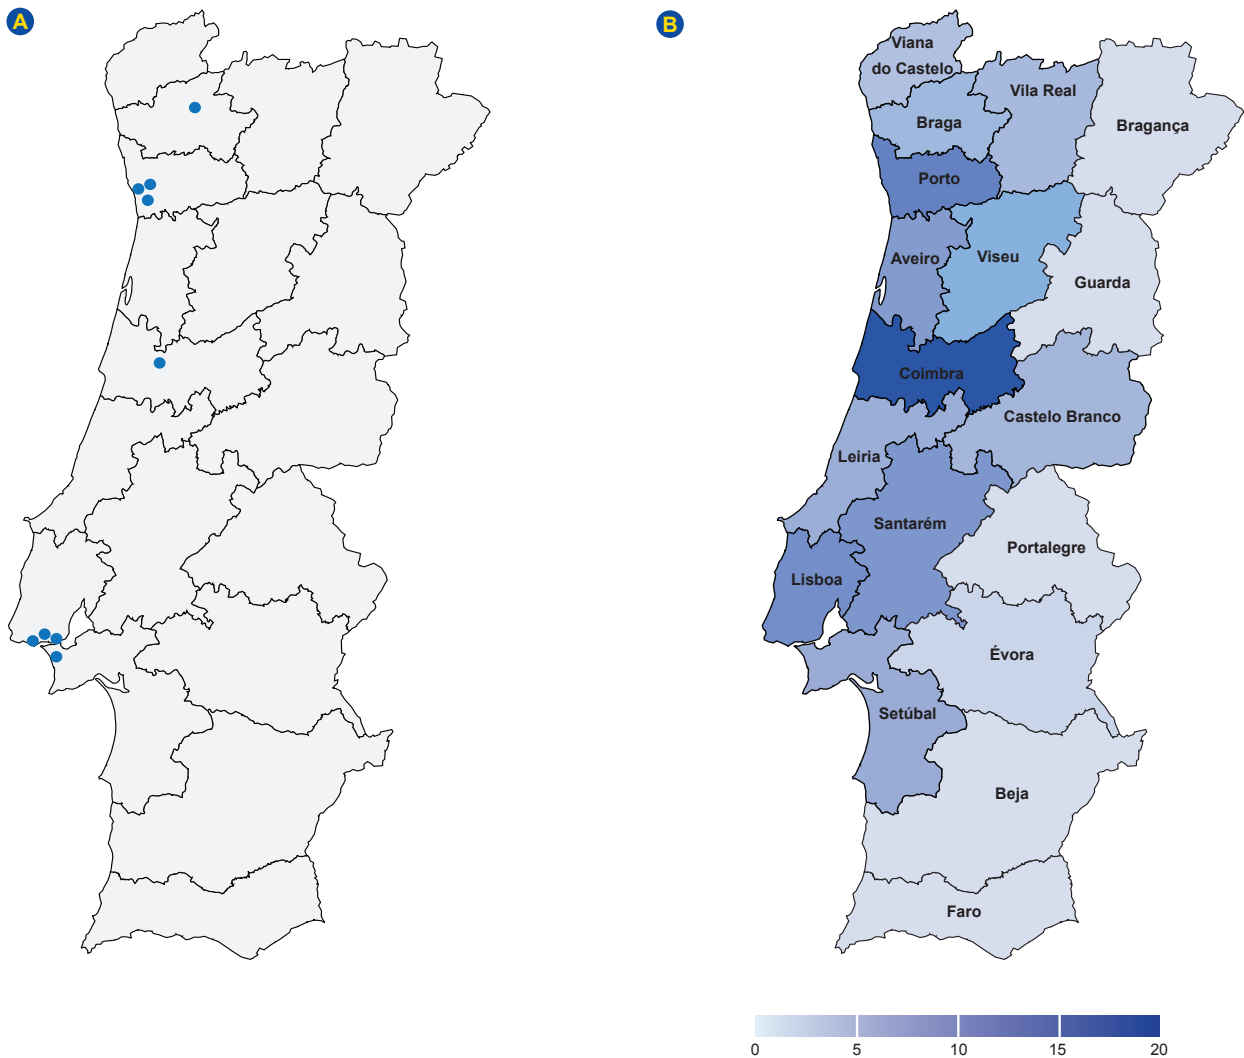 A
B
Viana
do Castelo
Vila Real
Bragança
Braga
Porto
Aveiro
Viseu
Guarda
Coimbra
Castelo Branco
Leiria
Santarém
Portalegre
Lisboa
Évora
Setúbal
Beja
Faro
0 5 10 15 20